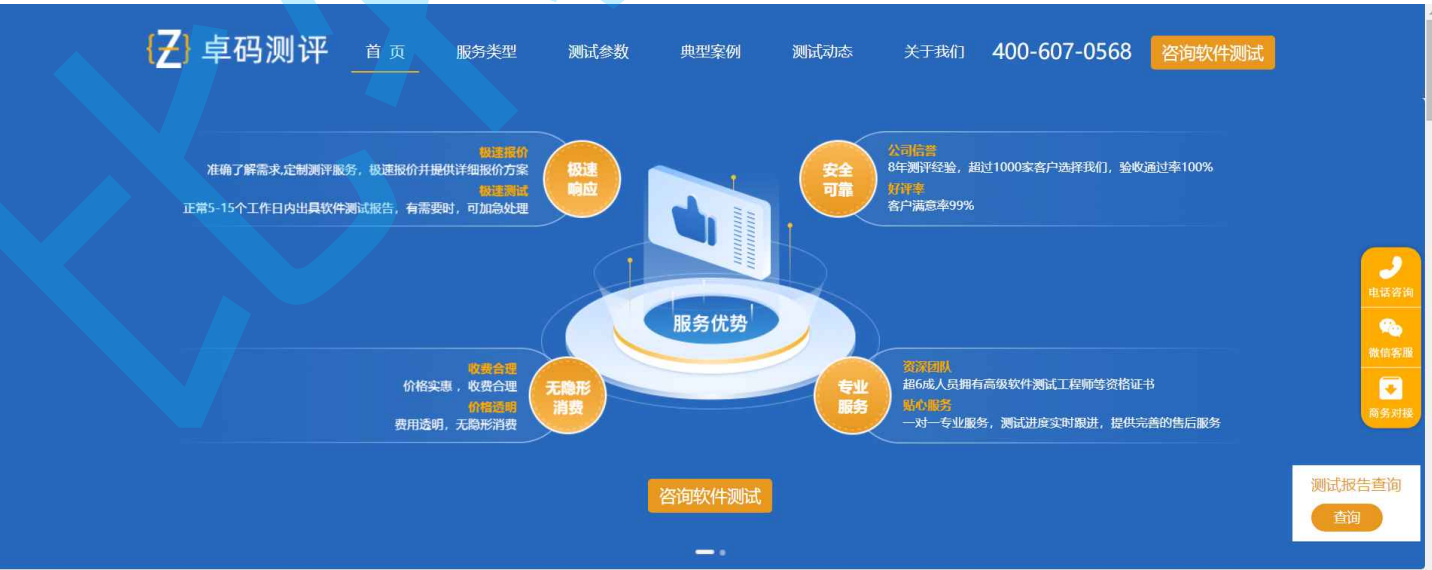 {Z} 卓码测评
首 页
服务类型
测试参数
典型案例
测试动态
关于我们
400-607-0568
咨询软件测试
极速报价
准确了解需求,定制测评服务，极速报价并提供详细报价方案
极速测试
正常5-15个工作日内出具软件测试报告，有需要时，可加急处理
极速
响应
安全
可靠
公司信誉
8年测评经验，超过1000家客户选择我们，验收通过率100%
好评率
客户满意率99%
服务优势
收费合理
价格实惠 ，收费合理
价格透明
费用透明，无隐形消费
无隐形
消费
专业
服务
资深团队
超6成人员拥有高级软件测试工程师等资格证书
贴心服务
一对一专业服务，测试进度实时跟进，提供完善的售后服务
咨询软件测试
电话咨询
微信客服
商务对接
测试报告查询
查询